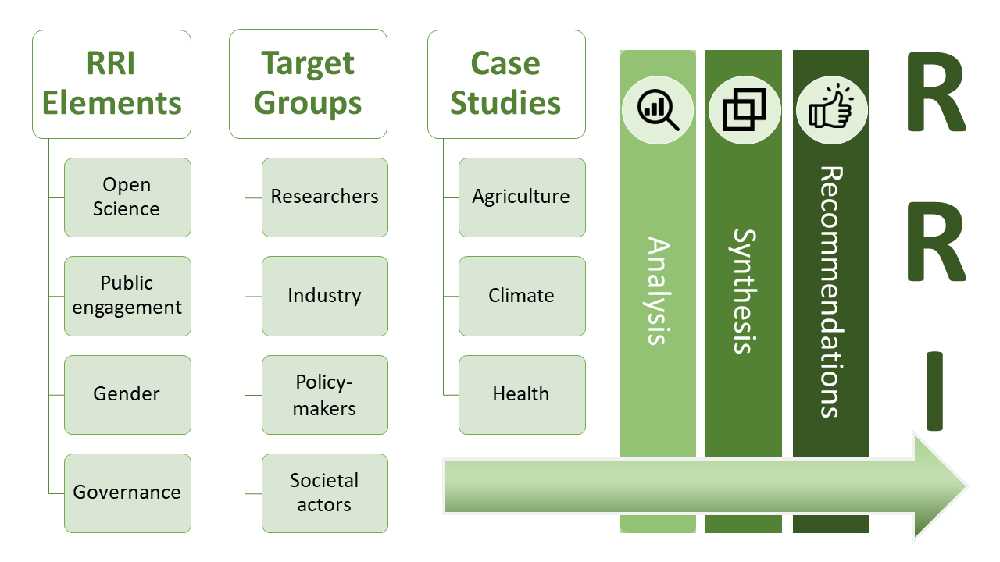 RRI
Elements
Open
Science
Public
engagement
Gender
Governance
Target
Groups
Researchers
Industry
Policy-
makers
Societal
actors
Case
Studies
Agriculture
Climate
Health
Analysis
Synthesis
Recommendations
R
R
I